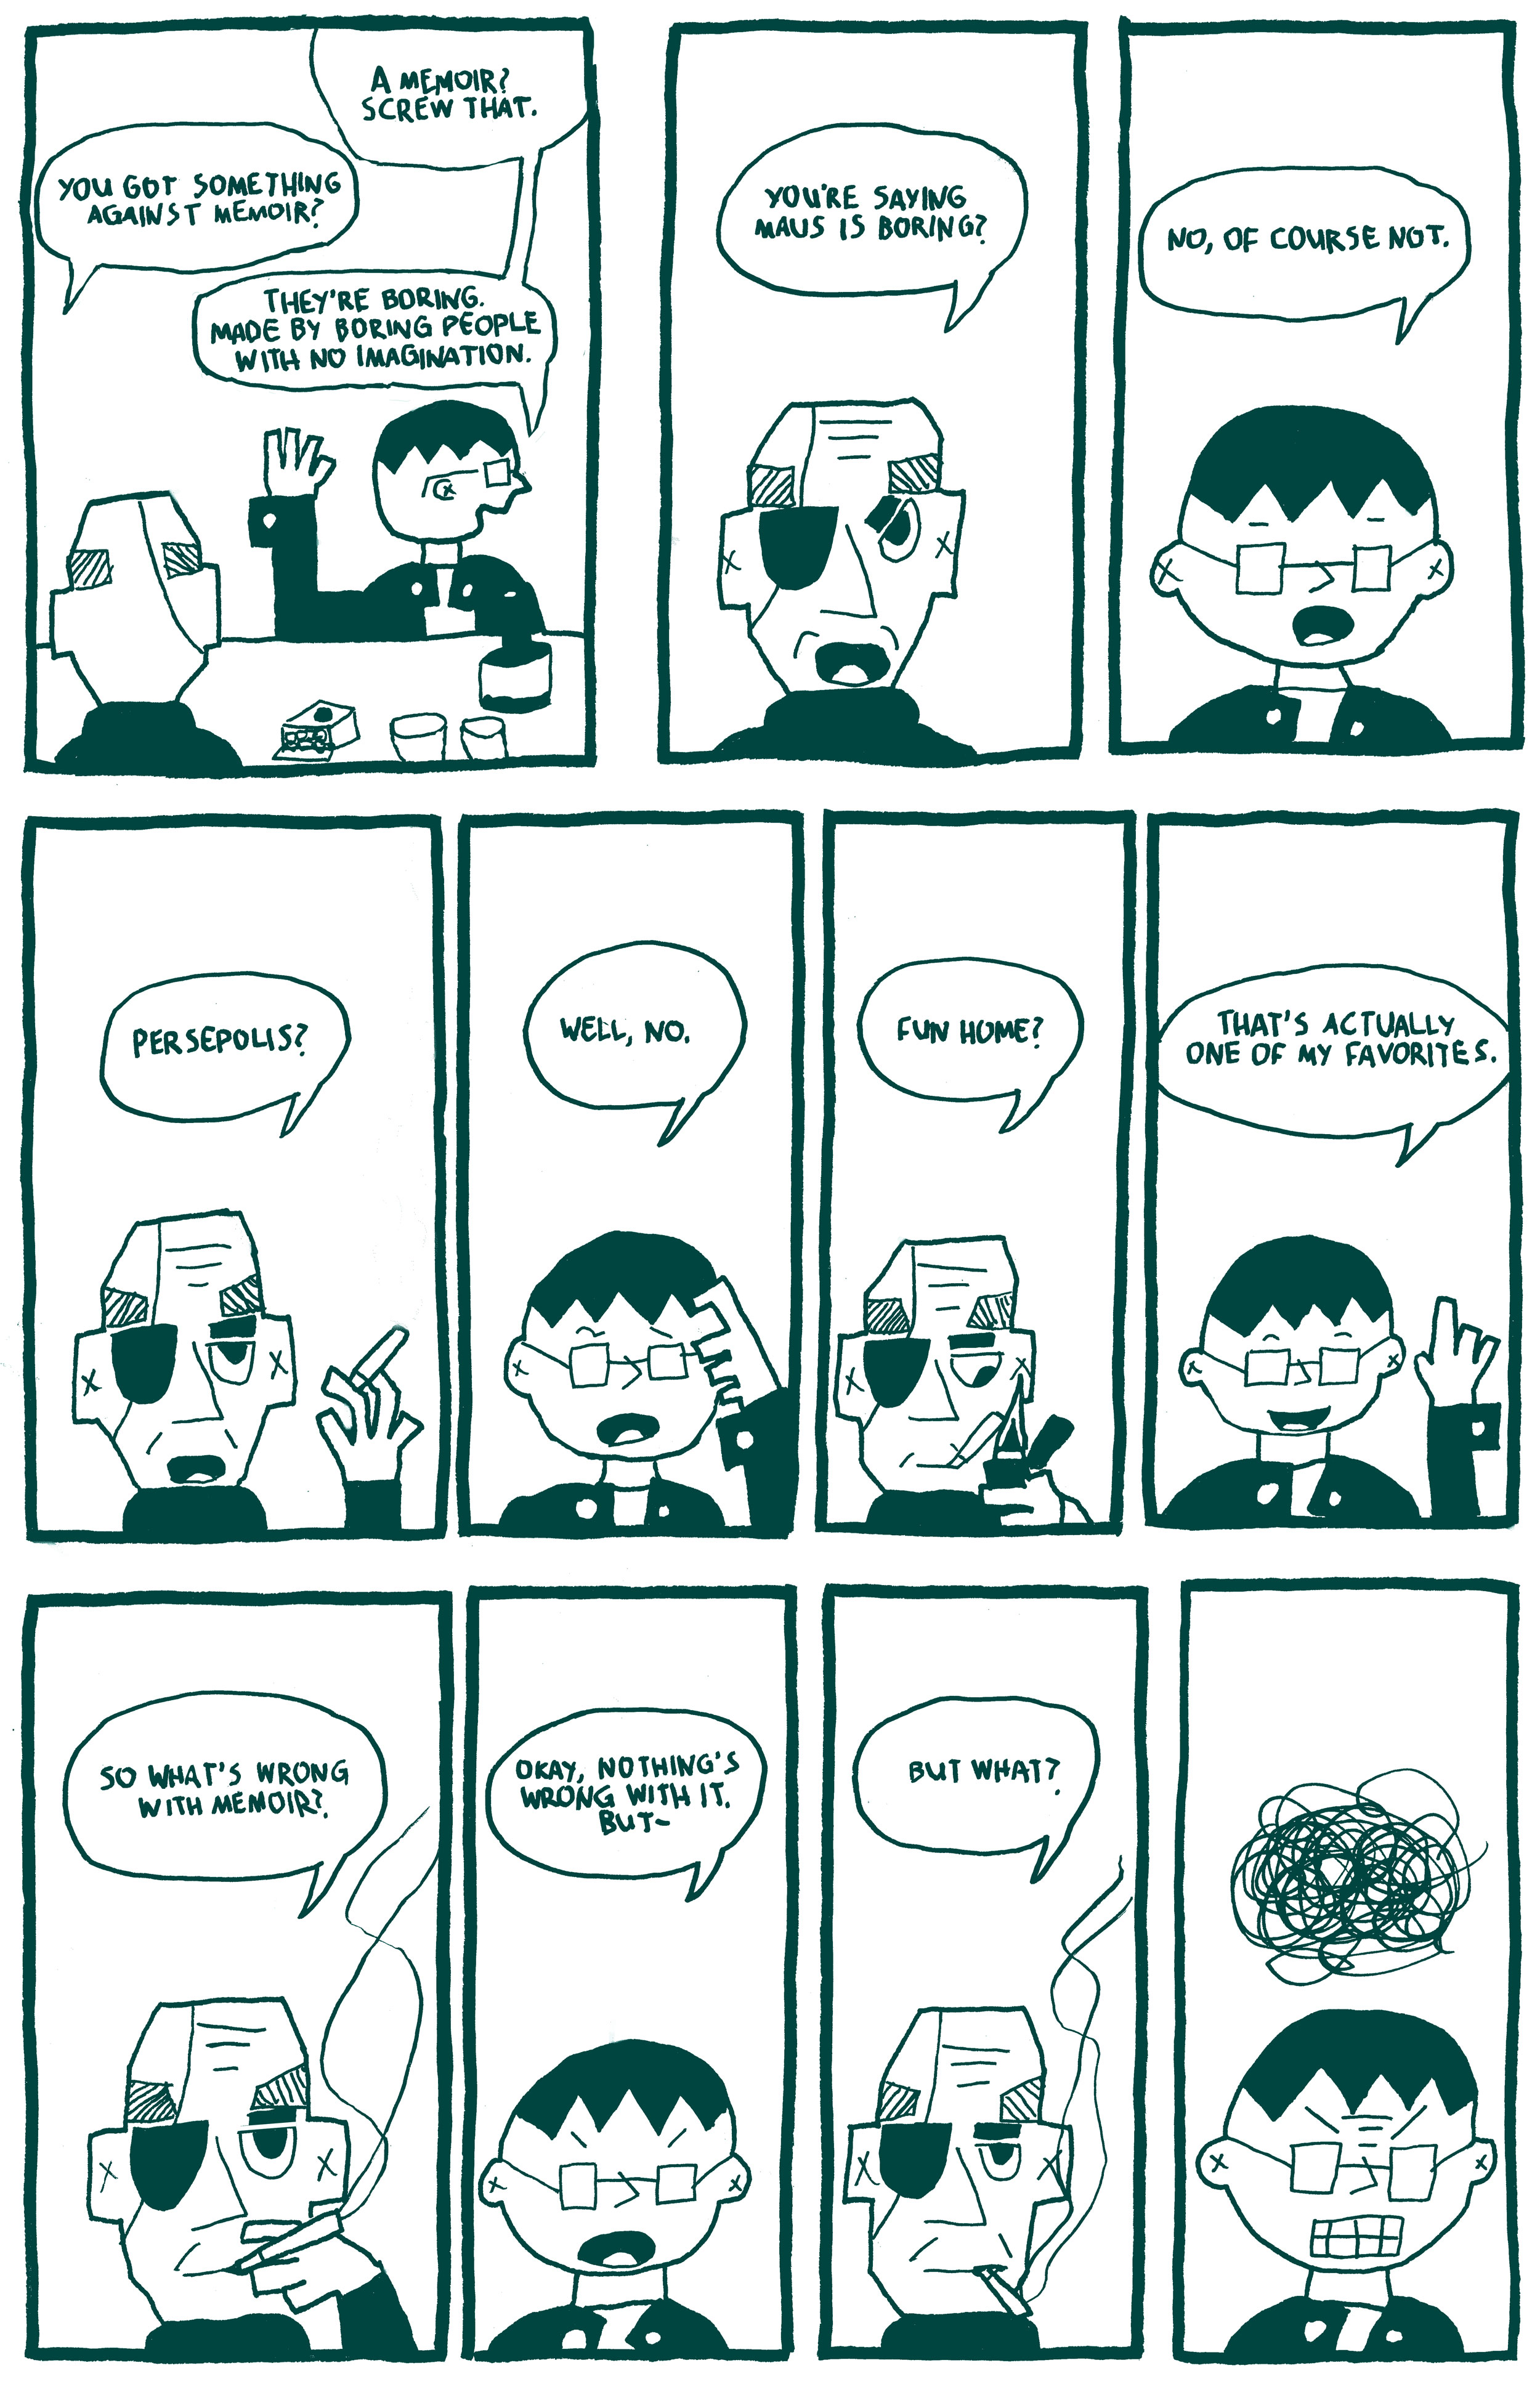 A MEMOIR?
SCREW THAT.
YOU GOT SOMETHING
AGAINST MEMOIR?
THEY'RE BORING.
MADE BY BORING PEOPLE
WITH NO IMAGINATION.
YOU'RE SAYING
MAUS IS BORING?
NO, OF COURSE NOT.
PERSEPOLIS?
WELL, NO.
FUN HOME?
THAT'S ACTUALLY
ONE OF MY FAVORITES.
SO WHAT'S WRONG
WITH MEMOIR?
OKAY, NOTHING'S
WRONG WITH IT.
BUT~
BUT WHAT?